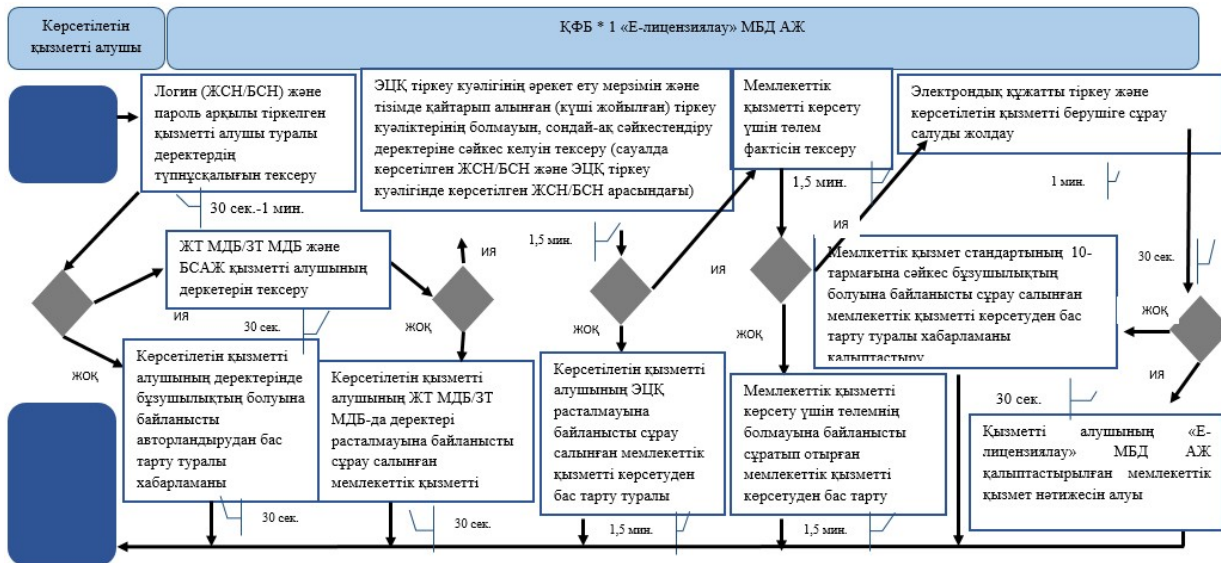 Көрсетілетін
қызметті алушы
ҚФБ * 1 «Е-лицензиялау» МБД АЖ
Логин (ЖСН/БСН) және
пароль арқылы тіркелген
қызметті алушы туралы
деректердің
түпнұсқалығын тексеру
30 сек.-1 мин.
ЭЦҚ тіркеу куәлігінің әрекет ету мерзімін және
тізімде қайтарып алынған (күші жойылған) тіркеу
куәліктерінің болмауын, сондай-ақ сәйкестендіру
деректеріне сәйкес келуін тексеру (сауалда
көрсетілген ЖСН/БСН және ЭЦҚ тіркеу
куәлігінде көрсетілген ЖСН/БСН арасындағы)
1,5 мин.
Мемлекеттік
қызметті көрсету
үшін төлем
фактісін тексеру
1,5 мин.
Электрондық құжатты тіркеу және
көрсетілетін қызметті берушіге сұрау
салуды жолдау
1 мин.
ЖТ МДБ/ЗТ МДБ және
БСАЖ қызметті алушының
деркетерін тексеру
30 сек.
ИЯ
ЖОҚ
ИЯ
ЖОҚ
ИЯ
ЖОҚ
ИЯ
ЖОҚ
Мемлкеттік қызмет стандартының 10-
тармағына сәйкес бұзушылықтың
болуына байланысты сұрау салынған
мемлекеттік қызметті көрсетуден бас
тарту туралы хабарламаны
қалыптастыру
30 сек.
ЖОҚ
ИЯ
Көрсетілетін қызметті
алушының деректерінде
бұзушылықтың болуына
байланысты
авторландырудан бас
тарту туралы
хабарламаны
30 сек.
Көрсетілетін қызметті
алушының ЖТ МДБ/ЗТ
МДБ-да деректері
расталмауына байланысты
сұрау салынған
мемлекеттік қызметті
30 сек.
Көрсетілетін қызметті
алушының ЭЦҚ
расталмауына
байланысты сұрау
салынған мемлекеттік
қызметті көрсетуден
бас тарту туралы
1,5 мин.
Мемлекеттік қызметті
көрсету үшін төлемнің
болмауына байланысты
сұратып отырған
мемлекеттік қызметті
көрсетуден бас тарту
1,5 мин.
30 сек.
Қызметті алушының «Е-
лицензиялау» МБД АЖ
қалыптастырылған мемлекеттік
қызмет нәтижесін алуы